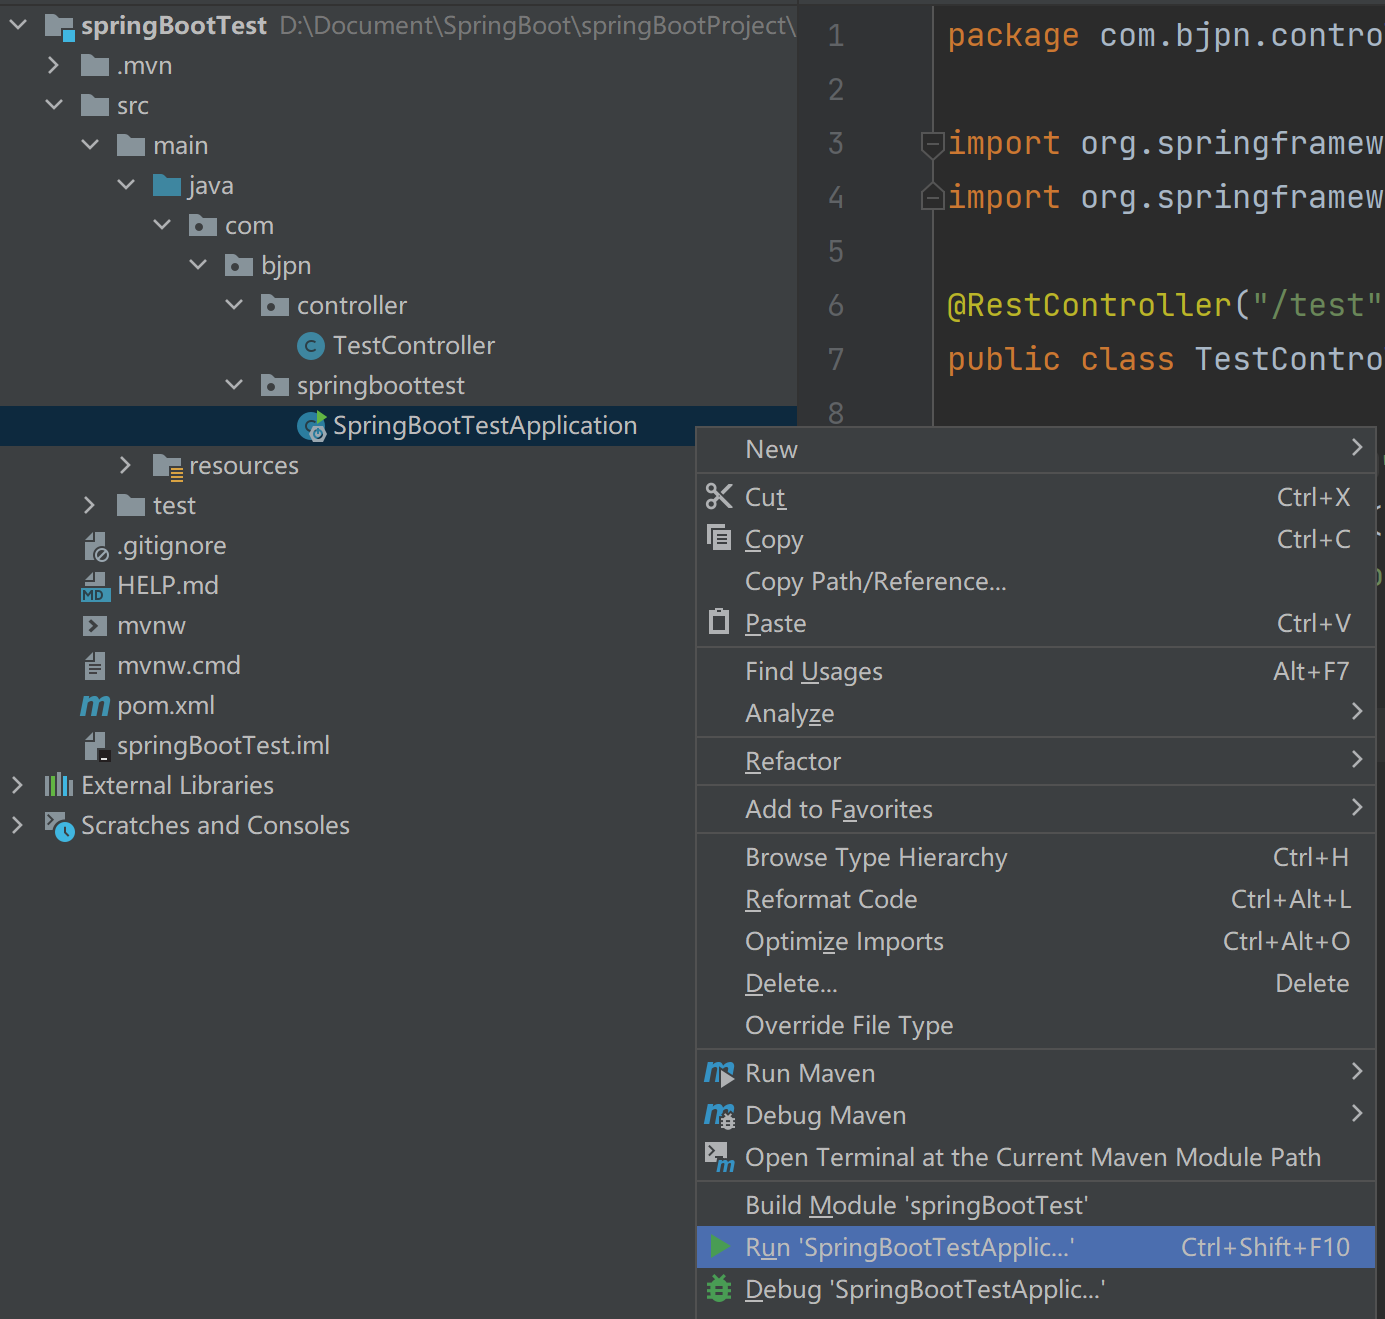 springBootTest D:\Document\SpringBoot\springBootProject\
.mvn
src
main
java
com
bjpn
controller
TestController
springboottest
SpringBootTestApplication
resources
test
.gitignore
HELP.md
mvnw
mvnw.cmd
pom.xml
springBootTest.iml
External Libraries
Scratches and Consoles
1 package com.bjpn.contro
2
3 import org.springframew
4 import org.springframew
5
6 @RestController("/test"
7 public class TestContro
8
New
Cut Ctrl+X
Copy Ctrl+C
Copy Path/Reference...
Paste Ctrl+V
Find Usages Alt+F7
Analyze
Refactor
Add to Favorites
Browse Type Hierarchy Ctrl+H
Reformat Code Ctrl+Alt+L
Optimize Imports Ctrl+Alt+O
Delete... Delete
Override File Type
Run Maven
Debug Maven
Open Terminal at the Current Maven Module Path
Build Module 'springBootTest'
Run 'SpringBootTestApplic...' Ctrl+Shift+F10
Debug 'SpringBootTestApplic...'